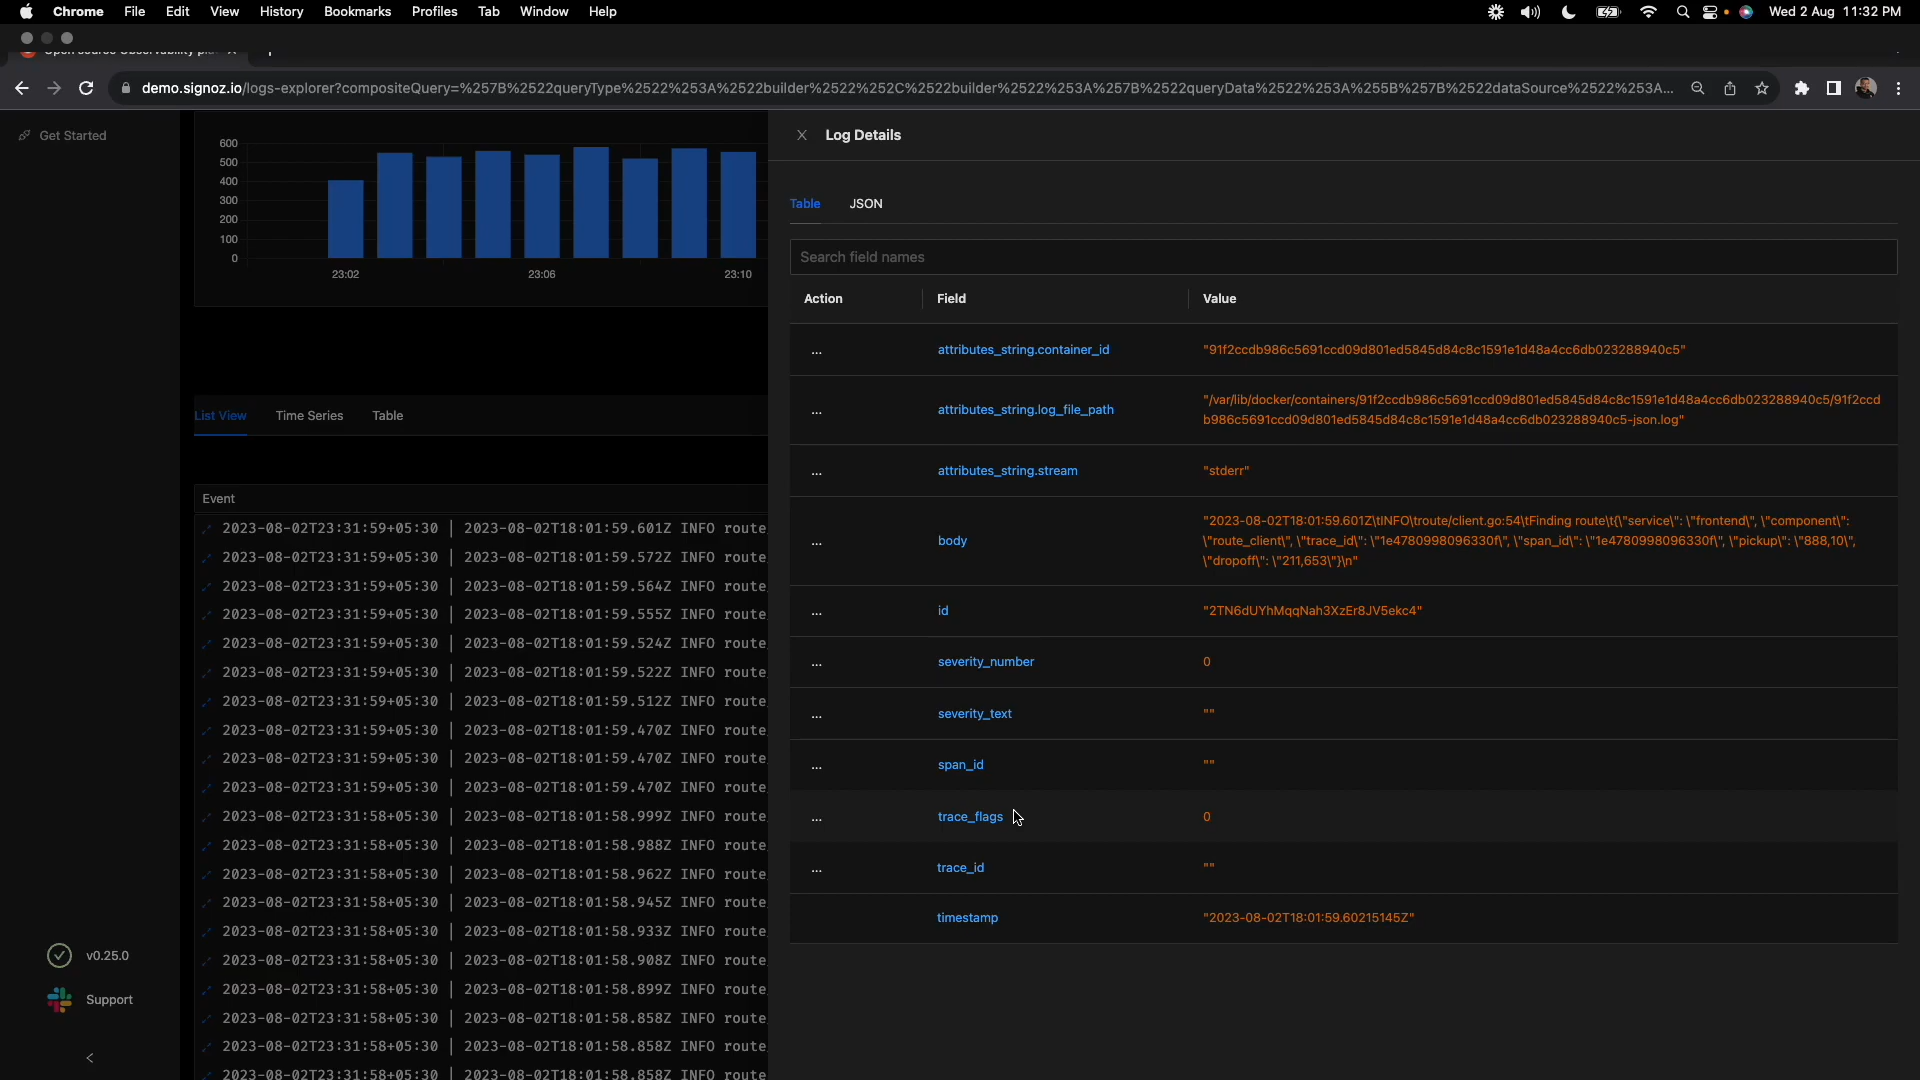 Chrome File Edit View History Bookmarks Profiles Tab Window Help
Wed 2 Aug 11:32 PM
demo.signoz.io/logs-explorer?compositeQuery=%257B%2522queryType%2522%253A%2522builder%2522%252C%2522builder%2522%253A%257B%2522queryData%2522%253A%255B%257B%2522dataSource%2522%253A...
Get Started
600
500
400
300
200
100
0
23:02 23:06 23:10
List View Time Series Table
Event
2023-08-02T23:31:59+05:30 | 2023-08-02T18:01:59.601Z INFO route
2023-08-02T23:31:59+05:30 | 2023-08-02T18:01:59.572Z INFO route
2023-08-02T23:31:59+05:30 | 2023-08-02T18:01:59.564Z INFO route
2023-08-02T23:31:59+05:30 | 2023-08-02T18:01:59.555Z INFO route
2023-08-02T23:31:59+05:30 | 2023-08-02T18:01:59.524Z INFO route
2023-08-02T23:31:59+05:30 | 2023-08-02T18:01:59.522Z INFO route
2023-08-02T23:31:59+05:30 | 2023-08-02T18:01:59.512Z INFO route
2023-08-02T23:31:59+05:30 | 2023-08-02T18:01:59.470Z INFO route
2023-08-02T23:31:59+05:30 | 2023-08-02T18:01:59.470Z INFO route
2023-08-02T23:31:59+05:30 | 2023-08-02T18:01:59.470Z INFO route
2023-08-02T23:31:58+05:30 | 2023-08-02T18:01:58.999Z INFO route
2023-08-02T23:31:58+05:30 | 2023-08-02T18:01:58.988Z INFO route
2023-08-02T23:31:58+05:30 | 2023-08-02T18:01:58.962Z INFO route
2023-08-02T23:31:58+05:30 | 2023-08-02T18:01:58.945Z INFO route
2023-08-02T23:31:58+05:30 | 2023-08-02T18:01:58.933Z INFO route
2023-08-02T23:31:58+05:30 | 2023-08-02T18:01:58.908Z INFO route
2023-08-02T23:31:58+05:30 | 2023-08-02T18:01:58.899Z INFO route
2023-08-02T23:31:58+05:30 | 2023-08-02T18:01:58.858Z INFO route
2023-08-02T23:31:58+05:30 | 2023-08-02T18:01:58.858Z INFO route
2023-08-02T23:31:58+05:30 | 2023-08-02T18:01:58.858Z INFO route
v0.25.0
Support
Log Details
Table JSON
Search field names
Action Field Value
... attributes_string.container_id "91f2ccdb986c5691ccd09d801ed5845d84c8c1591e1d48a4cc6db023288940c5"
... attributes_string.log_file_path "/var/lib/docker/containers/91f2ccdb986c5691ccd09d801ed5845d84c8c1591e1d48a4cc6db023288940c5/91f2ccd
b986c5691ccd09d801ed5845d84c8c1591e1d48a4cc6db023288940c5-json.log"
... attributes_string.stream "stderr"
... body "2023-08-02T18:01:59.601Z\tINFO\troute/client.go:54\tFinding route\t{\"service\": \"frontend\", \"component\":
\"route_client\", \"trace_id\": \"1e4780998096330f\", \"span_id\": \"1e4780998096330f\", \"pickup\": \"888,10\",
\"dropoff\": \"211,653\"}\n"
... id "2TN6dUYhMqqNah3XzEr8JV5ekc4"
... severity_number 0
... severity_text ""
... span_id ""
... trace_flags 0
... trace_id ""
timestamp "2023-08-02T18:01:59.60215145Z"